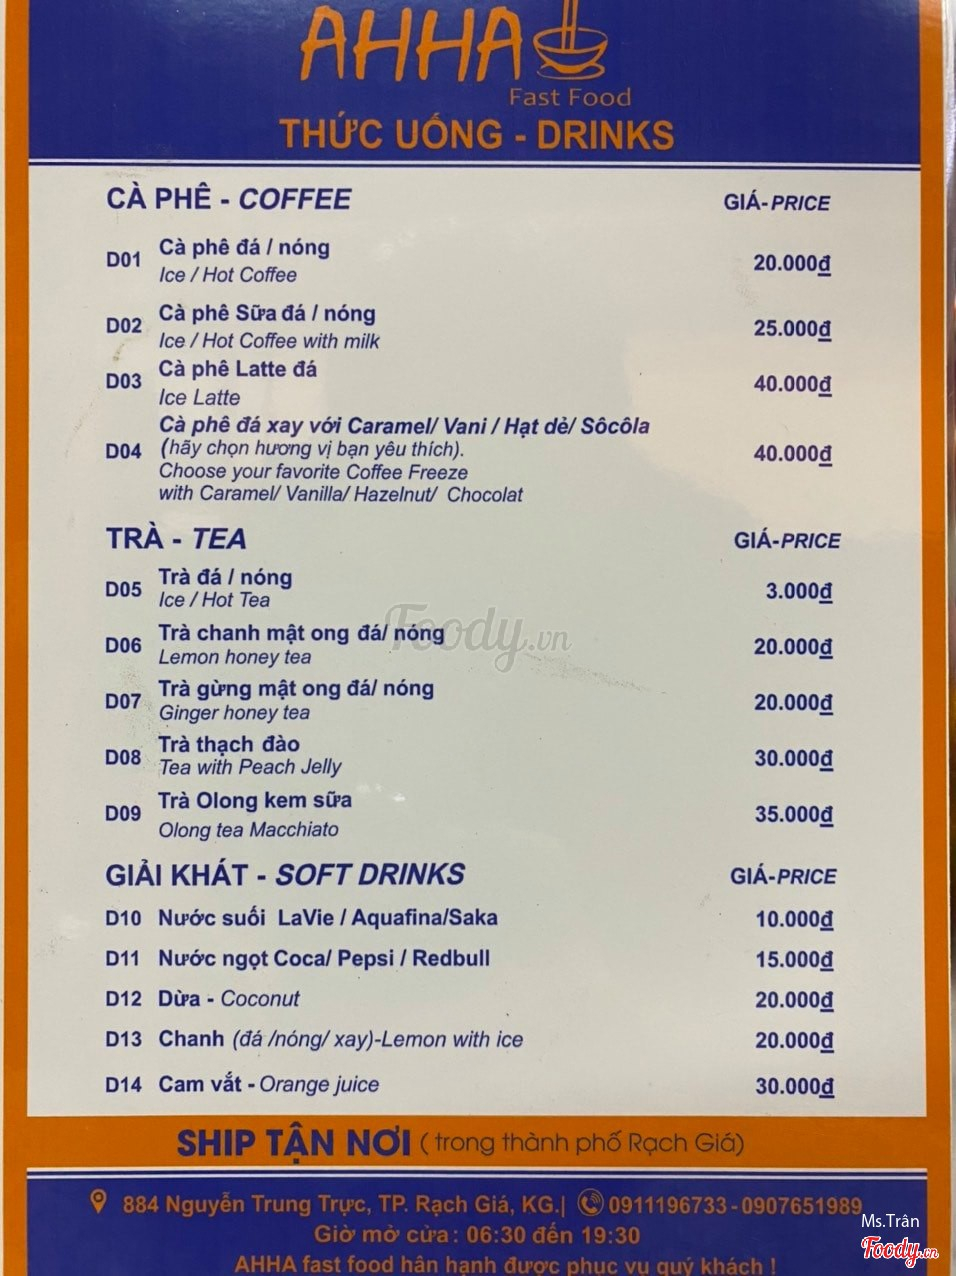 AHHA
Fast Food
THỨC UỐNG - DRINKS
CÀ PHÊ - COFFEE GIÁ-PRICE
D01 Cà phê đá / nóng 20.000đ
Ice / Hot Coffee
D02 Cà phê Sữa đá / nóng 25.000đ
Ice / Hot Coffee with milk
D03 Cà phê Latte đá 40.000đ
Ice Latte
D04 Cà phê đá xay với Caramel/ Vani / Hạt dẻ/ Sôcôla 40.000đ
(hãy chọn hương vị bạn yêu thích).
Choose your favorite Coffee Freeze
with Caramel/ Vanilla/ Hazelnut/ Chocolat
TRÀ - TEA GIÁ-PRICE
D05 Trà đá / nóng 3.000đ
Ice / Hot Tea
D06 Trà chanh mật ong đá/ nóng 20.000đ
Lemon honey tea
Foody.vn
D07 Trà gừng mật ong đá/ nóng 20.000đ
Ginger honey tea
D08 Trà thạch đào 30.000đ
Tea with Peach Jelly
D09 Trà Olong kem sữa 35.000đ
Olong tea Macchiato
GIẢI KHÁT - SOFT DRINKS GIÁ-PRICE
D10 Nước suối LaVie / Aquafina/Saka 10.000đ
D11 Nước ngọt Coca/ Pepsi / Redbull 15.000đ
D12 Dừa - Coconut 20.000đ
D13 Chanh (đá /nóng/ xay)-Lemon with ice 20.000đ
D14 Cam vắt - Orange juice 30.000đ
SHIP TẬN NƠI ( trong thành phố Rạch Giá)
884 Nguyễn Trung Trực, TP. Rạch Giá, KG.| 0911196733 - 0907651989
Giờ mở cửa : 06:30 đến 19:30
AHHA fast food hân hạnh được phục vụ quý khách !
Ms.Trân
Foody.vn